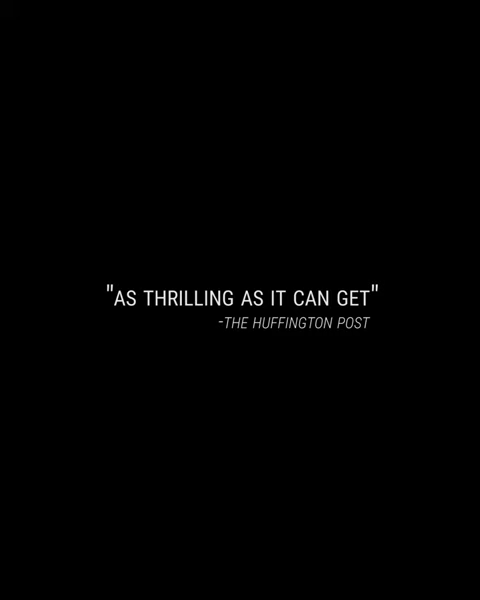 "AS THRILLING AS IT CAN GET"
-THE HUFFINGTON POST